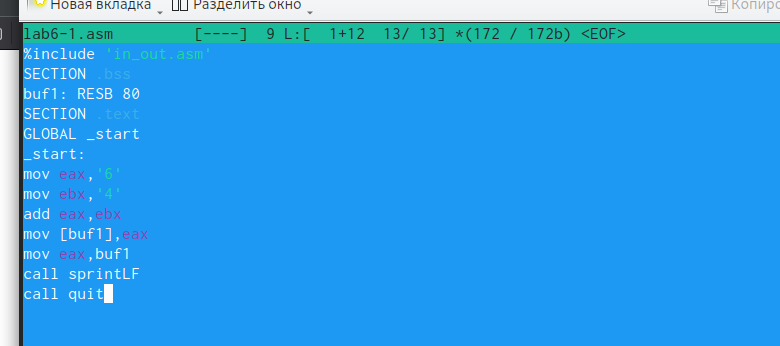 Новая вкладка Разделить окно Копиро
lab6-1.asm [----] 9 L:[ 1+12 13/ 13] *(172 / 172b) <EOF>
%include 'in_out.asm'
SECTION .bss
buf1: RESB 80
SECTION .text
GLOBAL _start
_start:
mov eax,'6'
mov ebx,'4'
add eax,ebx
mov [buf1],eax
mov eax,buf1
call sprintLF
call quit